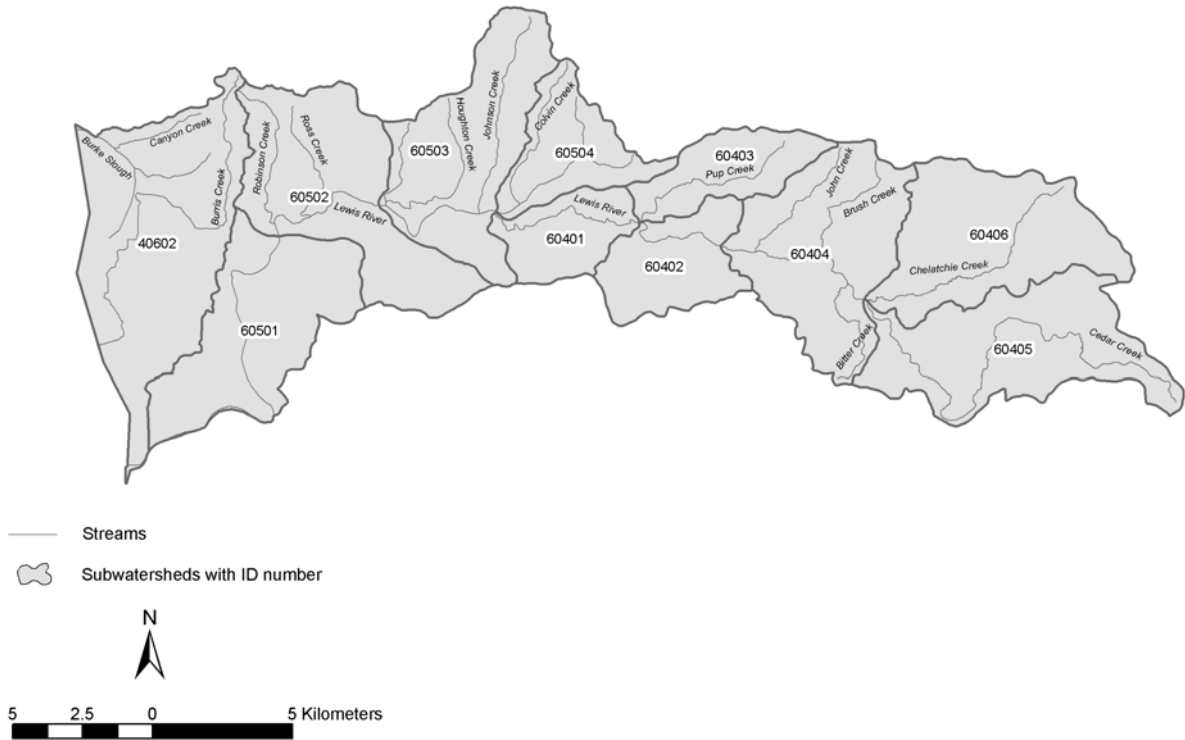 Johnson Creek
Colvin Creek
Houghton Creek
Canyon Creek
Ross Creek
Robinson Creek
Burke Slough
60503
60504
60403
Pup Creek
John Creek
Burris Creek
60502
Lewis River
Lewis River
Brush Creek
40602
60401
60402
60404
60406
Chelatchie Creek
60501
Bitter Creek
60405
Cedar Creek
Streams
Subwatersheds with ID number
N
5 2.5 0 5 Kilometers